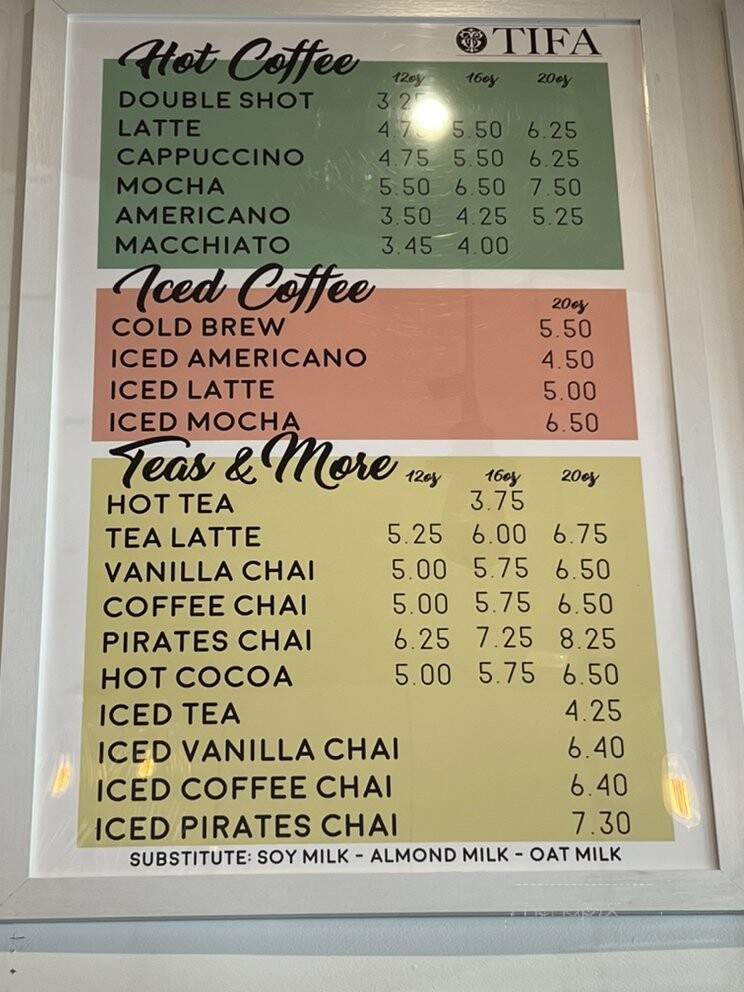 TIFA
Hot Coffee
12oz 16oz 20oz
DOUBLE SHOT 3.25
LATTE 4.75 5.50 6.25
CAPPUCCINO 4.75 5.50 6.25
MOCHA 5.50 6.50 7.50
AMERICANO 3.50 4.25 5.25
MACCHIATO 3.45 4.00
Iced Coffee
20oz
COLD BREW 5.50
ICED AMERICANO 4.50
ICED LATTE 5.00
ICED MOCHA 6.50
Teas & More 12oz 16oz 20oz
HOT TEA 3.75
TEA LATTE 5.25 6.00 6.75
VANILLA CHAI 5.00 5.75 6.50
COFFEE CHAI 5.00 5.75 6.50
PIRATES CHAI 6.25 7.25 8.25
HOT COCOA 5.00 5.75 6.50
ICED TEA 4.25
ICED VANILLA CHAI 6.40
ICED COFFEE CHAI 6.40
ICED PIRATES CHAI 7.30
SUBSTITUTE: SOY MILK - ALMOND MILK - OAT MILK